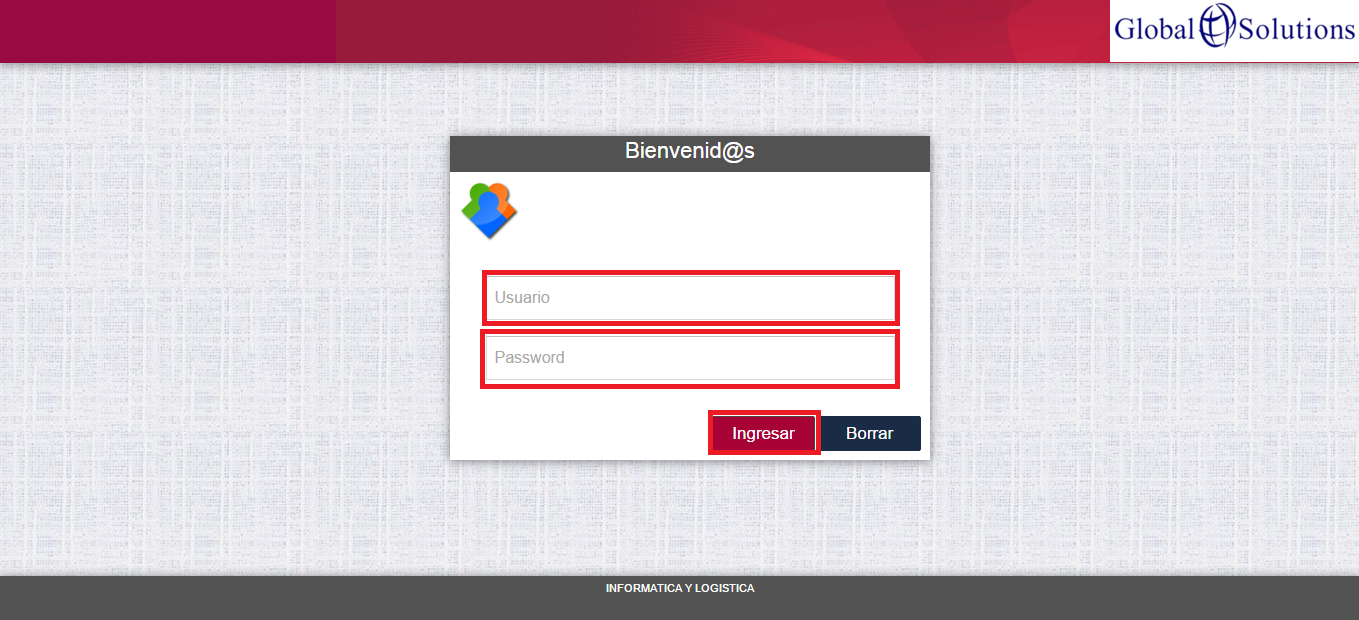 Global Solutions
Bienvenid@s
Usuario
Password
Ingresar Borrar
INFORMATICA Y LOGISTICA